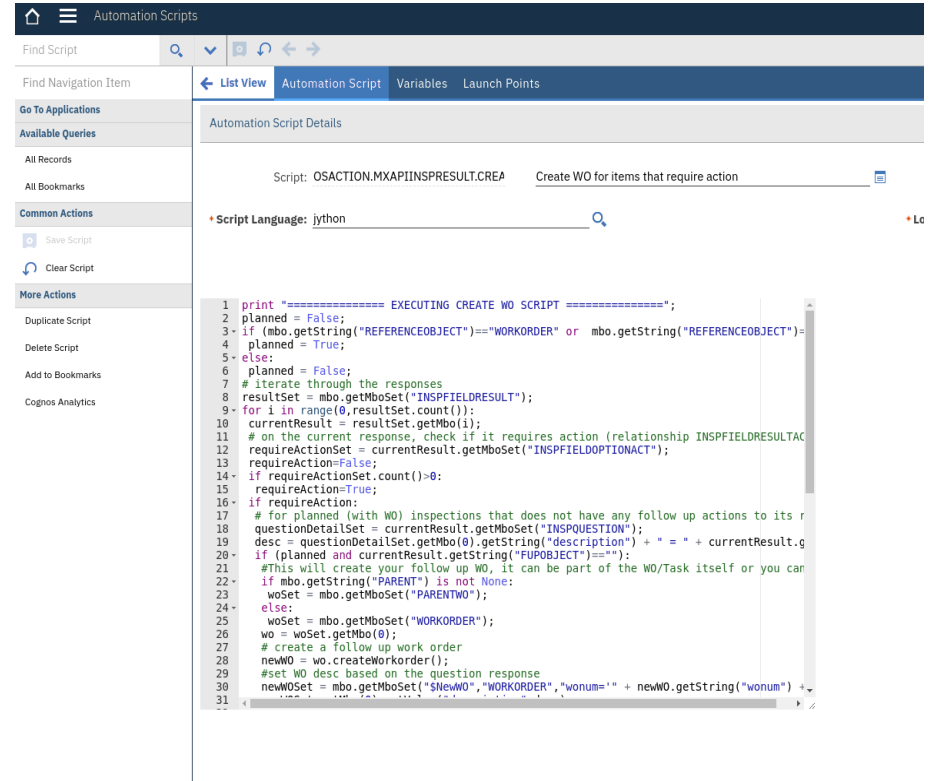 Automation Scripts
Find Script
Find Navigation Item
Go To Applications
Available Queries
All Records
All Bookmarks
Common Actions
Save Script
Clear Script
More Actions
Duplicate Script
Delete Script
Add to Bookmarks
Cognos Analytics
List View Automation Script Variables Launch Points
Automation Script Details
Script: OSACTION.MXAPIINSPRESULT.CREA Create WO for items that require action
* Script Language: jython * Lo
1 print "=============== EXECUTING CREATE WO SCRIPT ===============";
2 planned = False;
3 if (mbo.getString("REFERENCEOBJECT")=="WORKORDER" or  mbo.getString("REFERENCEOBJECT")=
4  planned = True;
5 else:
6  planned = False;
7 # iterate through the responses
8 resultSet = mbo.getMboSet("INSPFIELDRESULT");
9 for i in range(0,resultSet.count()):
10  currentResult = resultSet.getMbo(i);
11  # on the current response, check if it requires action (relationship INSPFIELDRESULTAC
12  requireActionSet = currentResult.getMboSet("INSPFIELDOPTIONACT");
13  requireAction=False;
14  if requireActionSet.count()>0:
15   requireAction=True;
16  if requireAction:
17   # for planned (with WO) inspections that does not have any follow up actions to its r
18   questionDetailSet = currentResult.getMboSet("INSPQUESTION");
19   desc = questionDetailSet.getMbo(0).getString("description") + " = " + currentResult.g
20   if (planned and currentResult.getString("FUPOBJECT")==""):
21    #This will create your follow up WO, it can be part of the WO/Task itself or you can
22    if mbo.getString("PARENT") is not None:
23     woSet = mbo.getMboSet("PARENTWO");
24    else:
25     woSet = mbo.getMboSet("WORKORDER");
26    wo = woSet.getMbo(0);
27    # create a follow up work order
28    newWO = wo.createWorkorder();
29    #set WO desc based on the question response
30    newWOSet = mbo.getMboSet("$NewWO","WORKORDER","wonum='" + newWO.getString("wonum") +
31